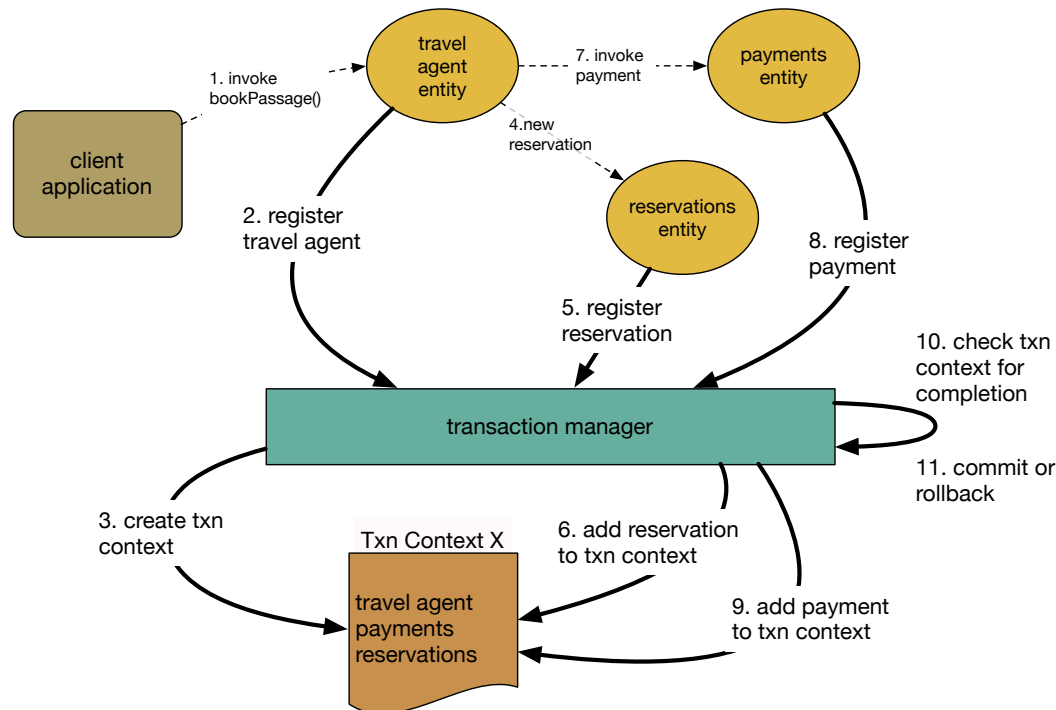 travel
agent
entity
7. invoke
payment
payments
entity
1. invoke
bookPassage()
4.new
reservation
client
application
reservations
entity
2. register
travel agent
8. register
payment
5. register
reservation
10. check txn
context for
completion
transaction manager
11. commit or
rollback
3. create txn
context
6. add reservation
to txn context
Txn Context X
travel agent
payments
reservations
9. add payment
to txn context